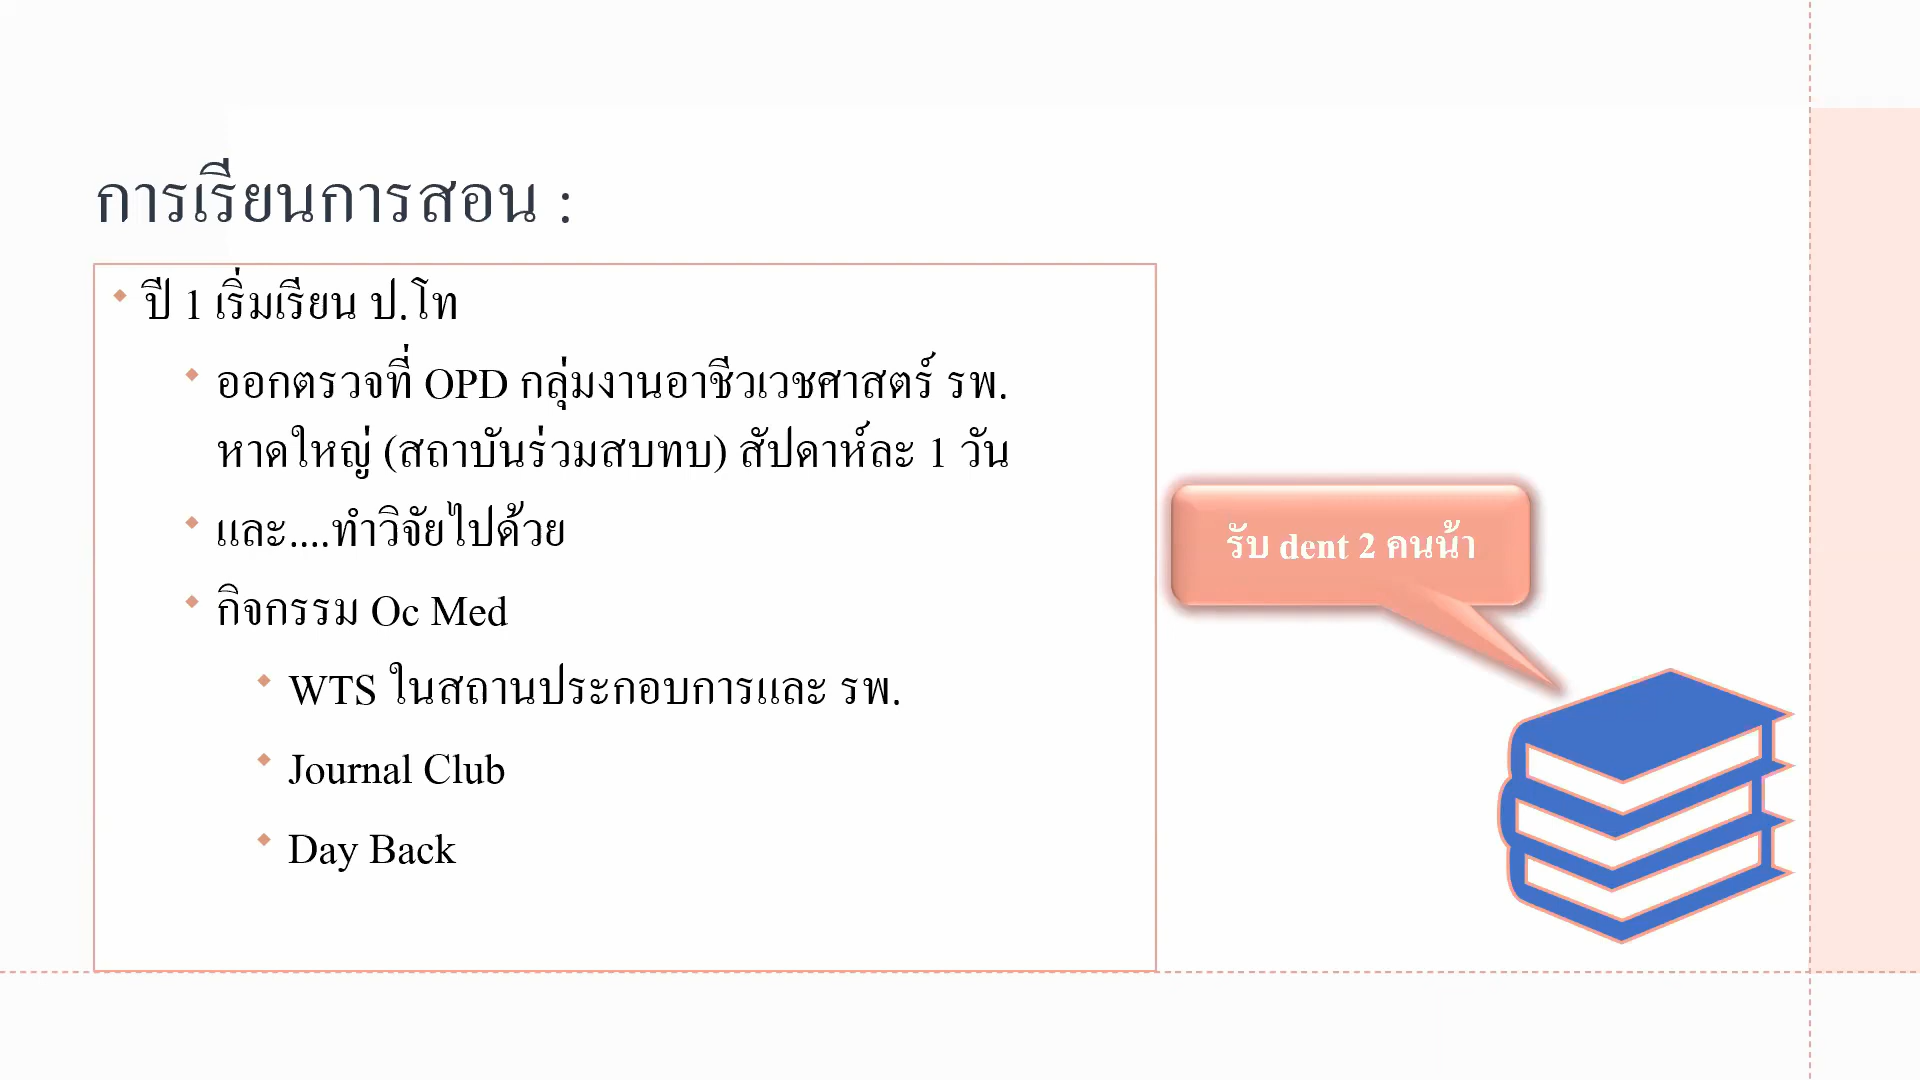 การเรียนการสอน :
ปี 1 เริ่มเรียน ป.โท
ออกตรวจที่ OPD กลุ่มงานอาชีวเวชศาสตร์ รพ.
หาดใหญ่ (สถาบันร่วมสบทบ) สัปดาห์ละ 1 วัน
และ....ทำวิจัยไปด้วย
กิจกรรม Oc Med
WTS ในสถานประกอบการและ รพ.
Journal Club
Day Back
รับ dent 2 คนน้า